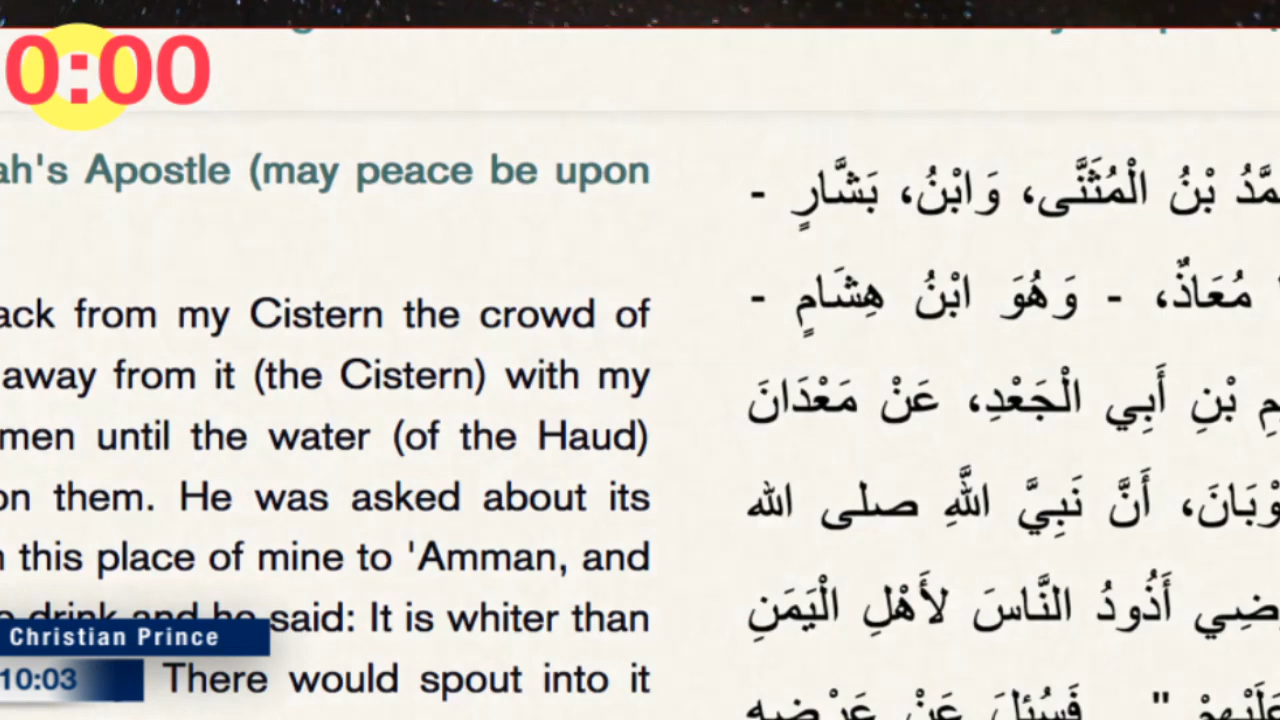 0:00
ah's Apostle (may peace be upon
ack from my Cistern the crowd of
away from it (the Cistern) with my
men until the water (of the Haud)
on them. He was asked about its
this place of mine to 'Amman, and
drink and he said: It is whiter than
There would spout into it
Christian Prince
10:03
بْنُ الْمُثَنَّى، وَابْنُ، بَشَّارٍ -
مُعَاذٌ، - وَهُوَ ابْنُ هِشَامٍ -
بْنِ أَبِي الْجَعْدِ، عَنْ مَعْدَانَ
أَنَّ نَبِيَّ اللَّهِ صلى الله
أَذُودُ النَّاسَ لأَهْلِ الْيَمَنِ
عَلَيْهِمْ " . فَسُئِلَ عَنْ عَرْضِهِ